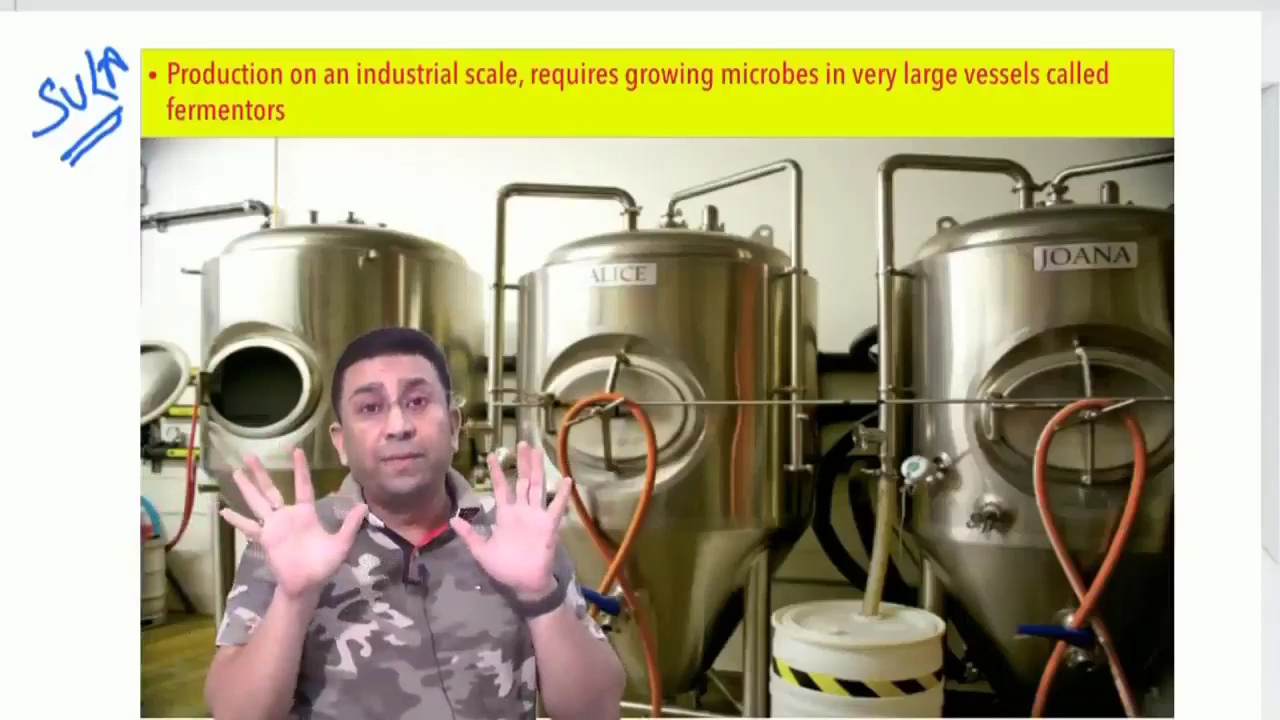 SULA
• Production on an industrial scale, requires growing microbes in very large vessels called
fermentors
ALICE
JOANA